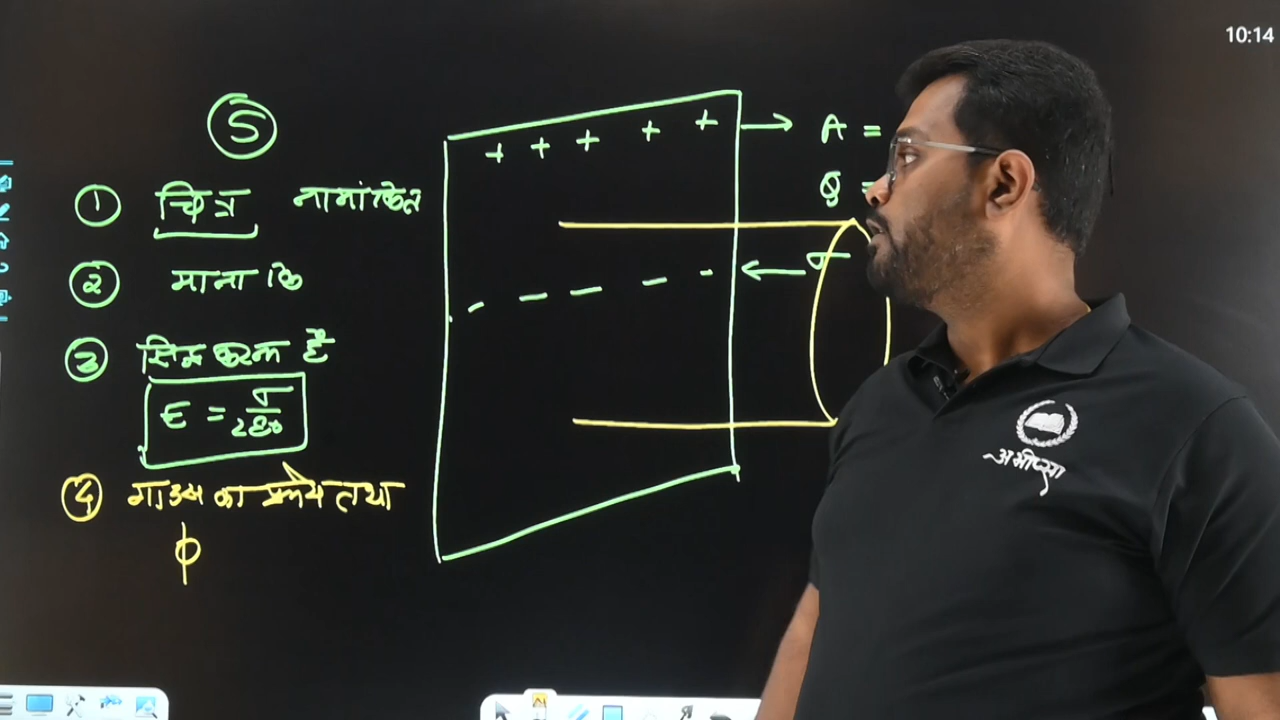 10:14
5
① चित्र नामांकित
② माना कि
③ सिद्ध करना है
E = σ/2ε₀
④ गाउस का प्रमेय तथा
ϕ
+ + + + +
→ A =
Q =
← σ
अभीप्सा